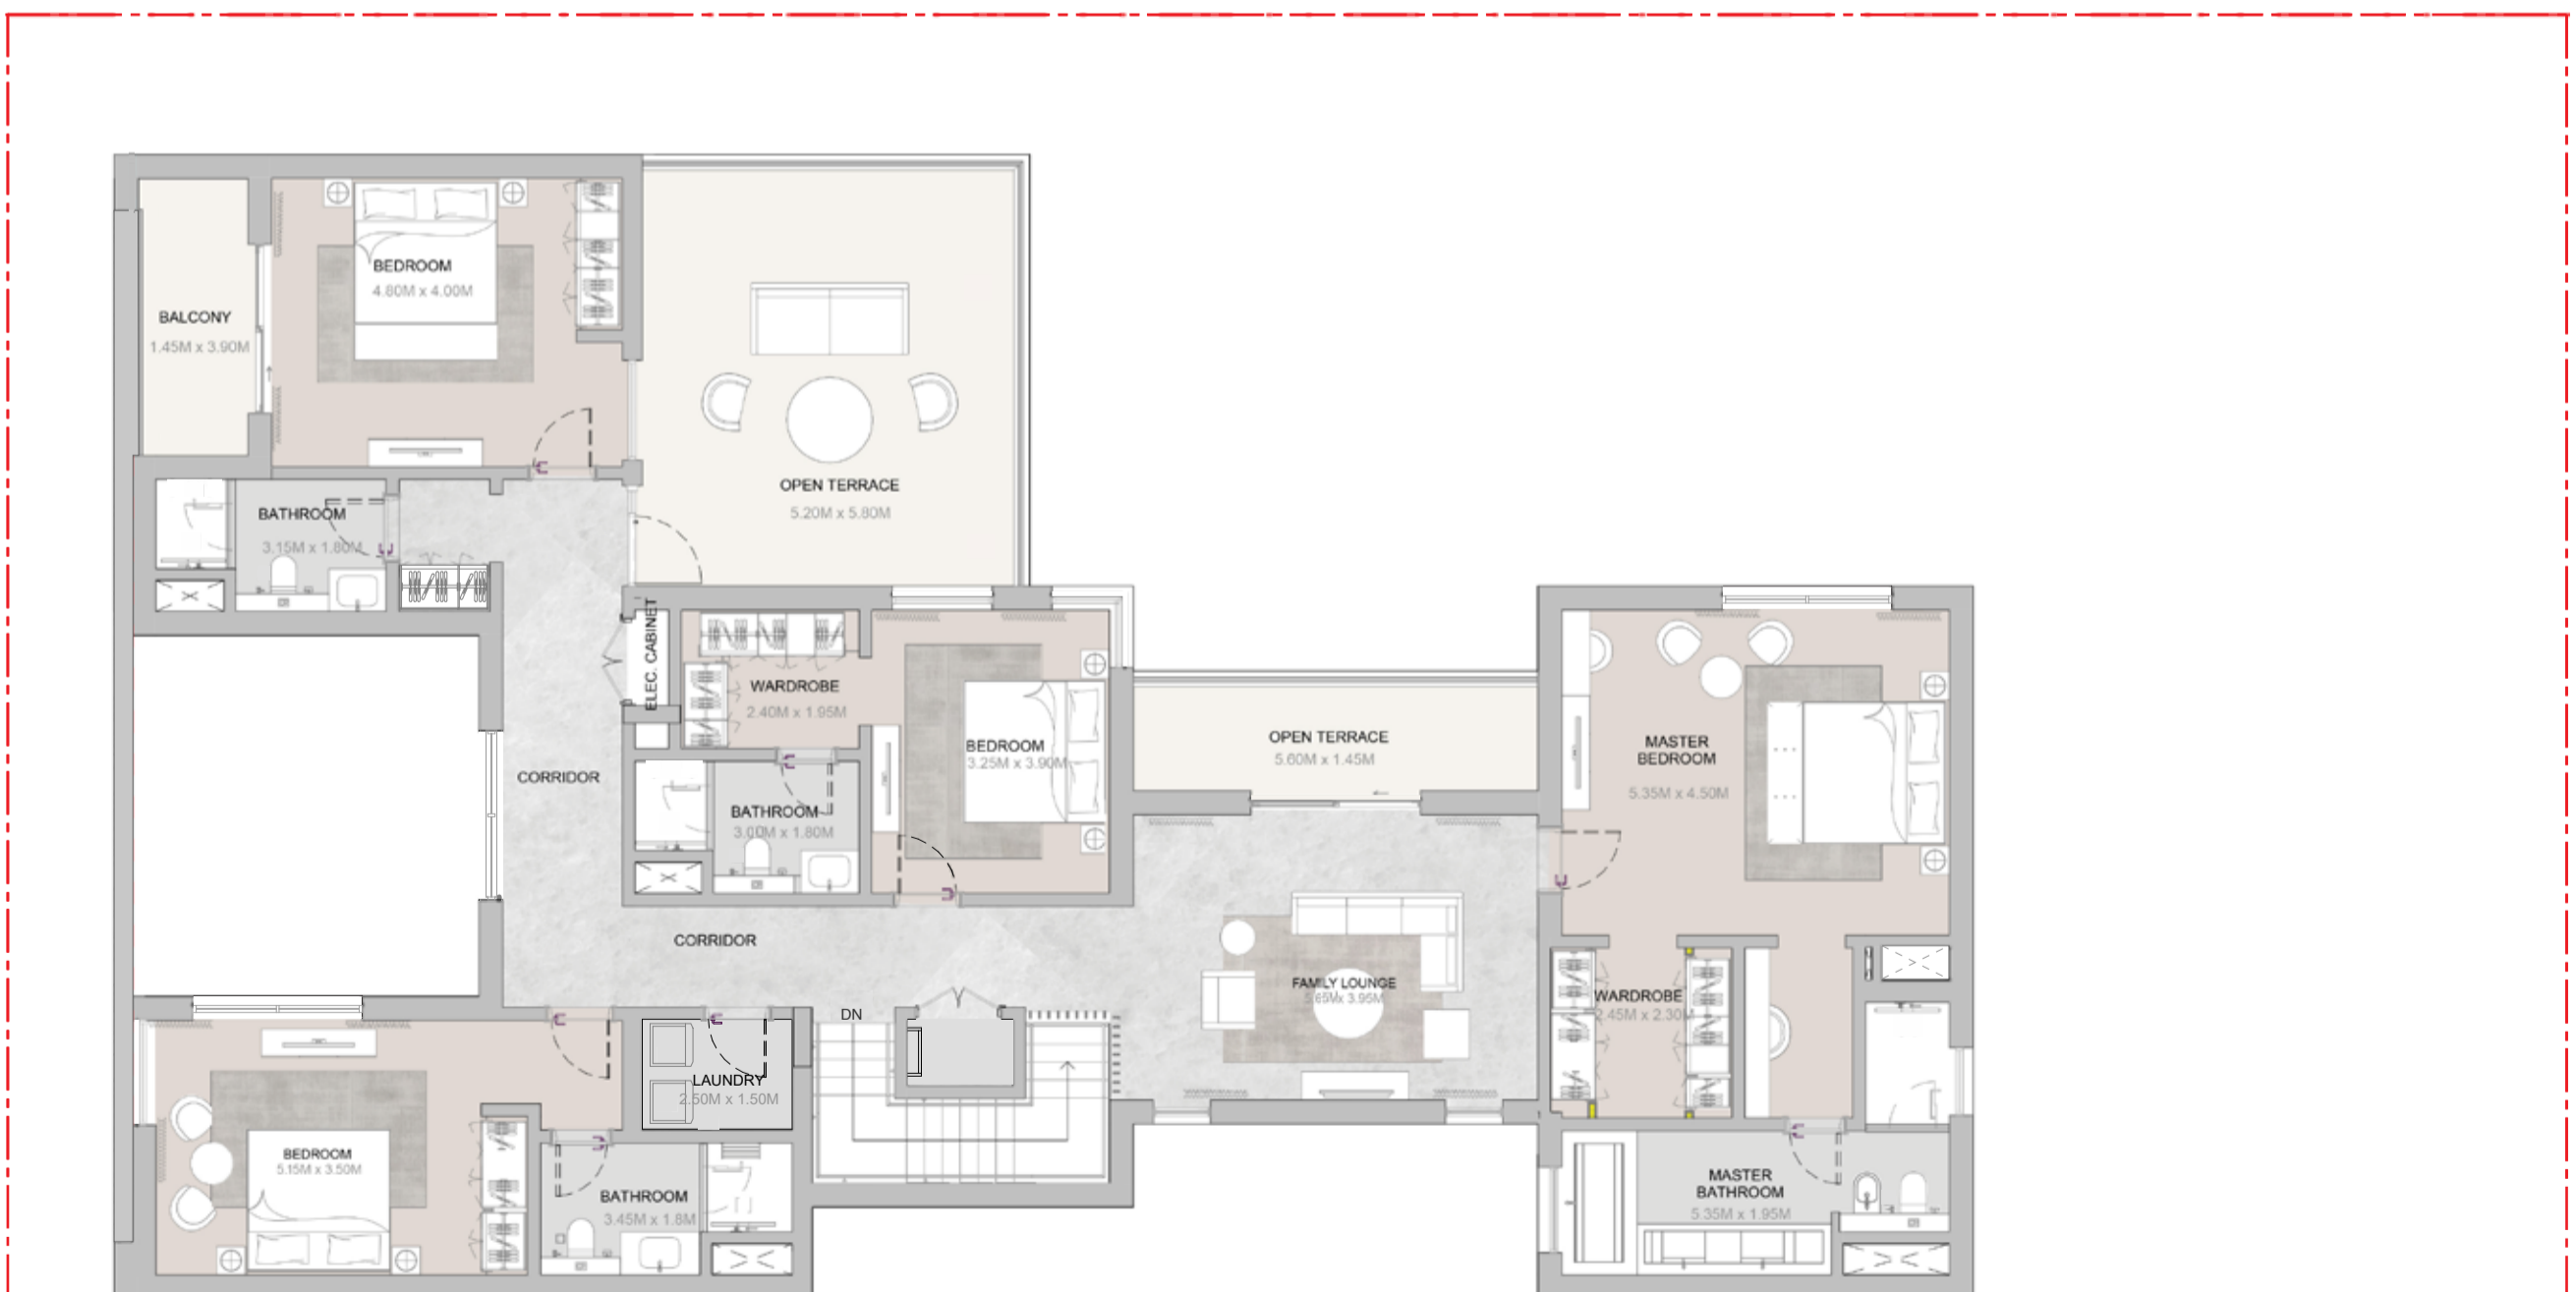 BEDROOM
4.80M x 4.00M
BALCONY
1.45M x 3.90M
OPEN TERRACE
5.20M x 5.80M
BATHROOM
3.15M x 1.80M
ELEC. CABINET
WARDROBE
2.40M x 1.95M
BEDROOM
3.25M x 3.90M
CORRIDOR
BATHROOM
3.00M x 1.80M
OPEN TERRACE
5.60M x 1.45M
MASTER
BEDROOM
5.35M x 4.50M
CORRIDOR
FAMILY LOUNGE
5.65Mx 3.95M
WARDROBE
2.45M x 2.30M
DN
LAUNDRY
2.50M x 1.50M
BEDROOM
5.15M x 3.50M
BATHROOM
3.45M x 1.8M
MASTER
BATHROOM
5.35M x 1.95M